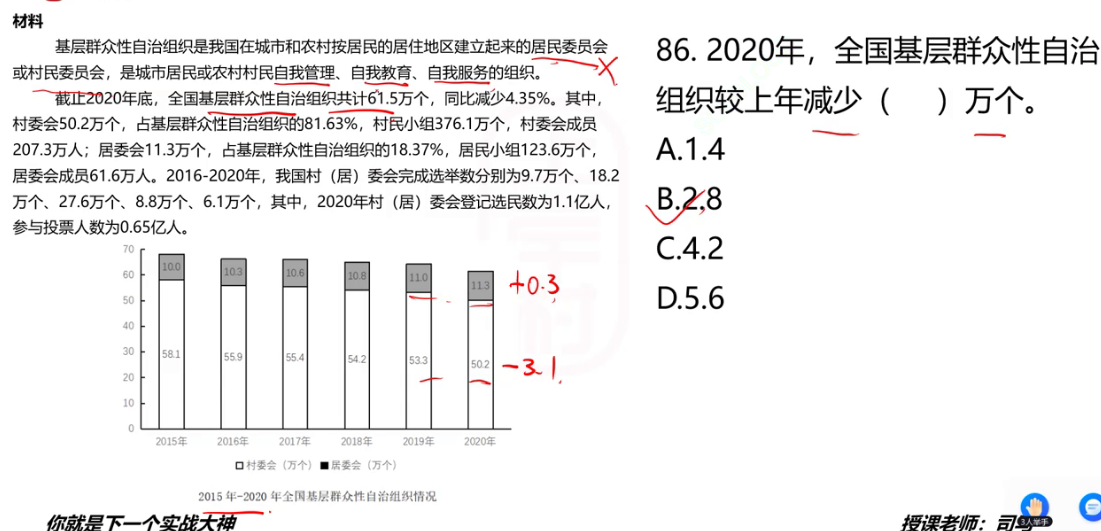 材料
基层群众性自治组织是我国在城市和农村按居民的居住地区建立起来的居民委员会
或村民委员会，是城市居民或农村村民自我管理、自我教育、自我服务的组织。
截止2020年底，全国基层群众性自治组织共计61.5万个，同比减少4.35%。其中，
村委会50.2万个，占基层群众性自治组织的81.63%，村民小组376.1万个，村委会成员
207.3万人；居委会11.3万个，占基层群众性自治组织的18.37%，居民小组123.6万个，
居委会成员61.6万人。2016-2020年，我国村（居）委会完成选举数分别为9.7万个、18.2
万个、27.6万个、8.8万个、6.1万个，其中，2020年村（居）委会登记选民数为1.1亿人，
参与投票人数为0.65亿人。
70
60
50
40
30
20
10
0
10.0 10.3 10.6 10.8 11.0 11.3
+0.3
58.1 55.9 55.4 54.2 53.3 50.2
-3.1
2015年 2016年 2017年 2018年 2019年 2020年
村委会（万个） 居委会（万个）
2015 年-2020 年全国基层群众性自治组织情况
你就是下一个实战大神
86. 2020年，全国基层群众性自治
组织较上年减少（ ）万个。
A.1.4
B.2.8
C.4.2
D.5.6
3人举手
授课老师：司马